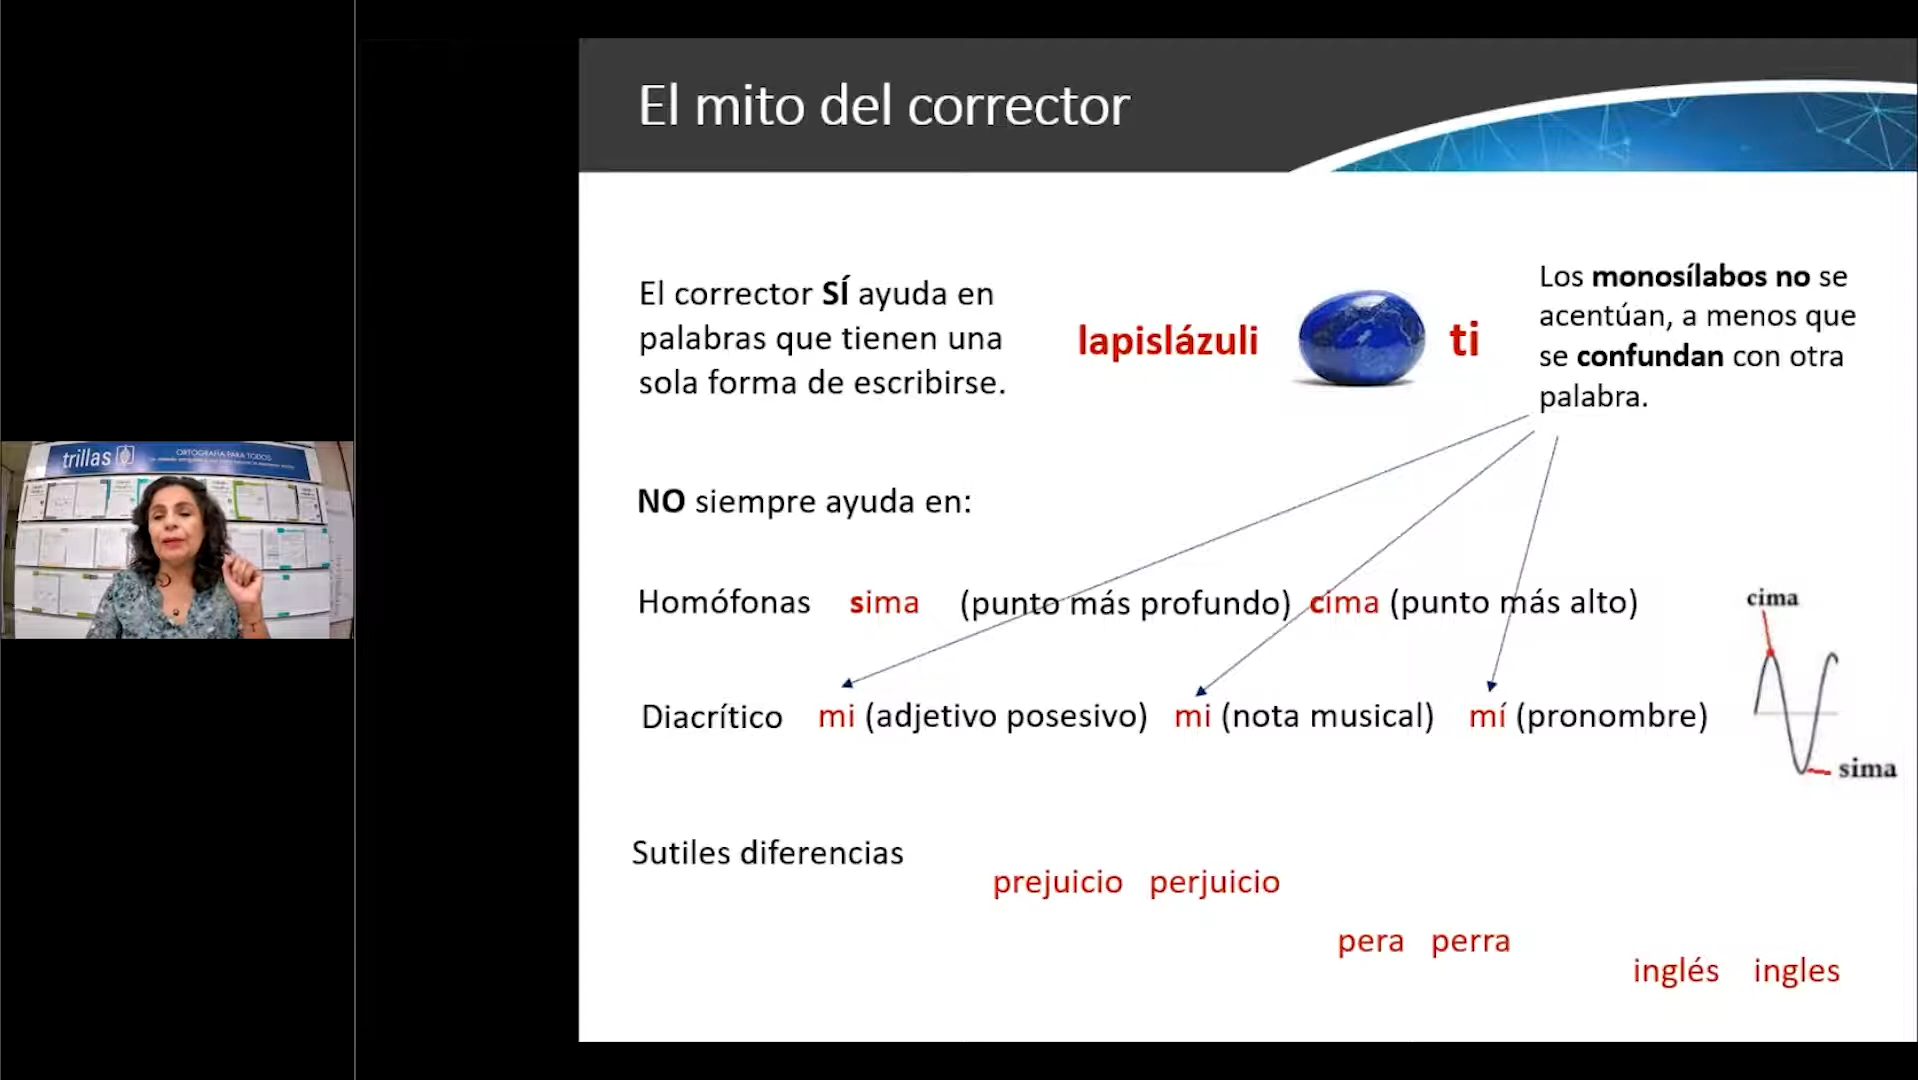 El mito del corrector
El corrector SÍ ayuda en
palabras que tienen una
sola forma de escribirse.
lapislázuli
ti
Los monosílabos no se
acentúan, a menos que
se confundan con otra
palabra.
trillas
ORTOGRAFÍA PARA TODOS
NO siempre ayuda en:
Homófonas sima (punto más profundo) cima (punto más alto)
cima
Diacrítico mi (adjetivo posesivo) mi (nota musical) mí (pronombre)
sima
Sutiles diferencias
prejuicio perjuicio
pera perra
inglés ingles